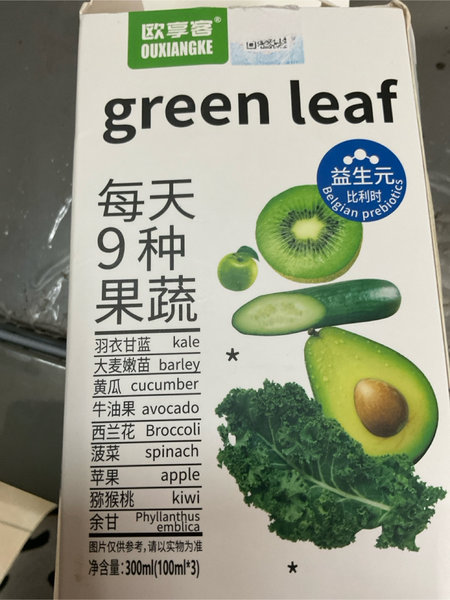 欧享客®
OUXIANGKE
green leaf
益生元
比利时
Belgian prebiotics
每天
9种
果蔬
羽衣甘蓝 kale
大麦嫩苗 barley
黄瓜 cucumber
牛油果 avocado
西兰花 Broccoli
菠菜 spinach
苹果 apple
猕猴桃 kiwi
余甘 Phyllanthus emblica
图片仅供参考,请以实物为准
净含量:300ml(100ml*3)